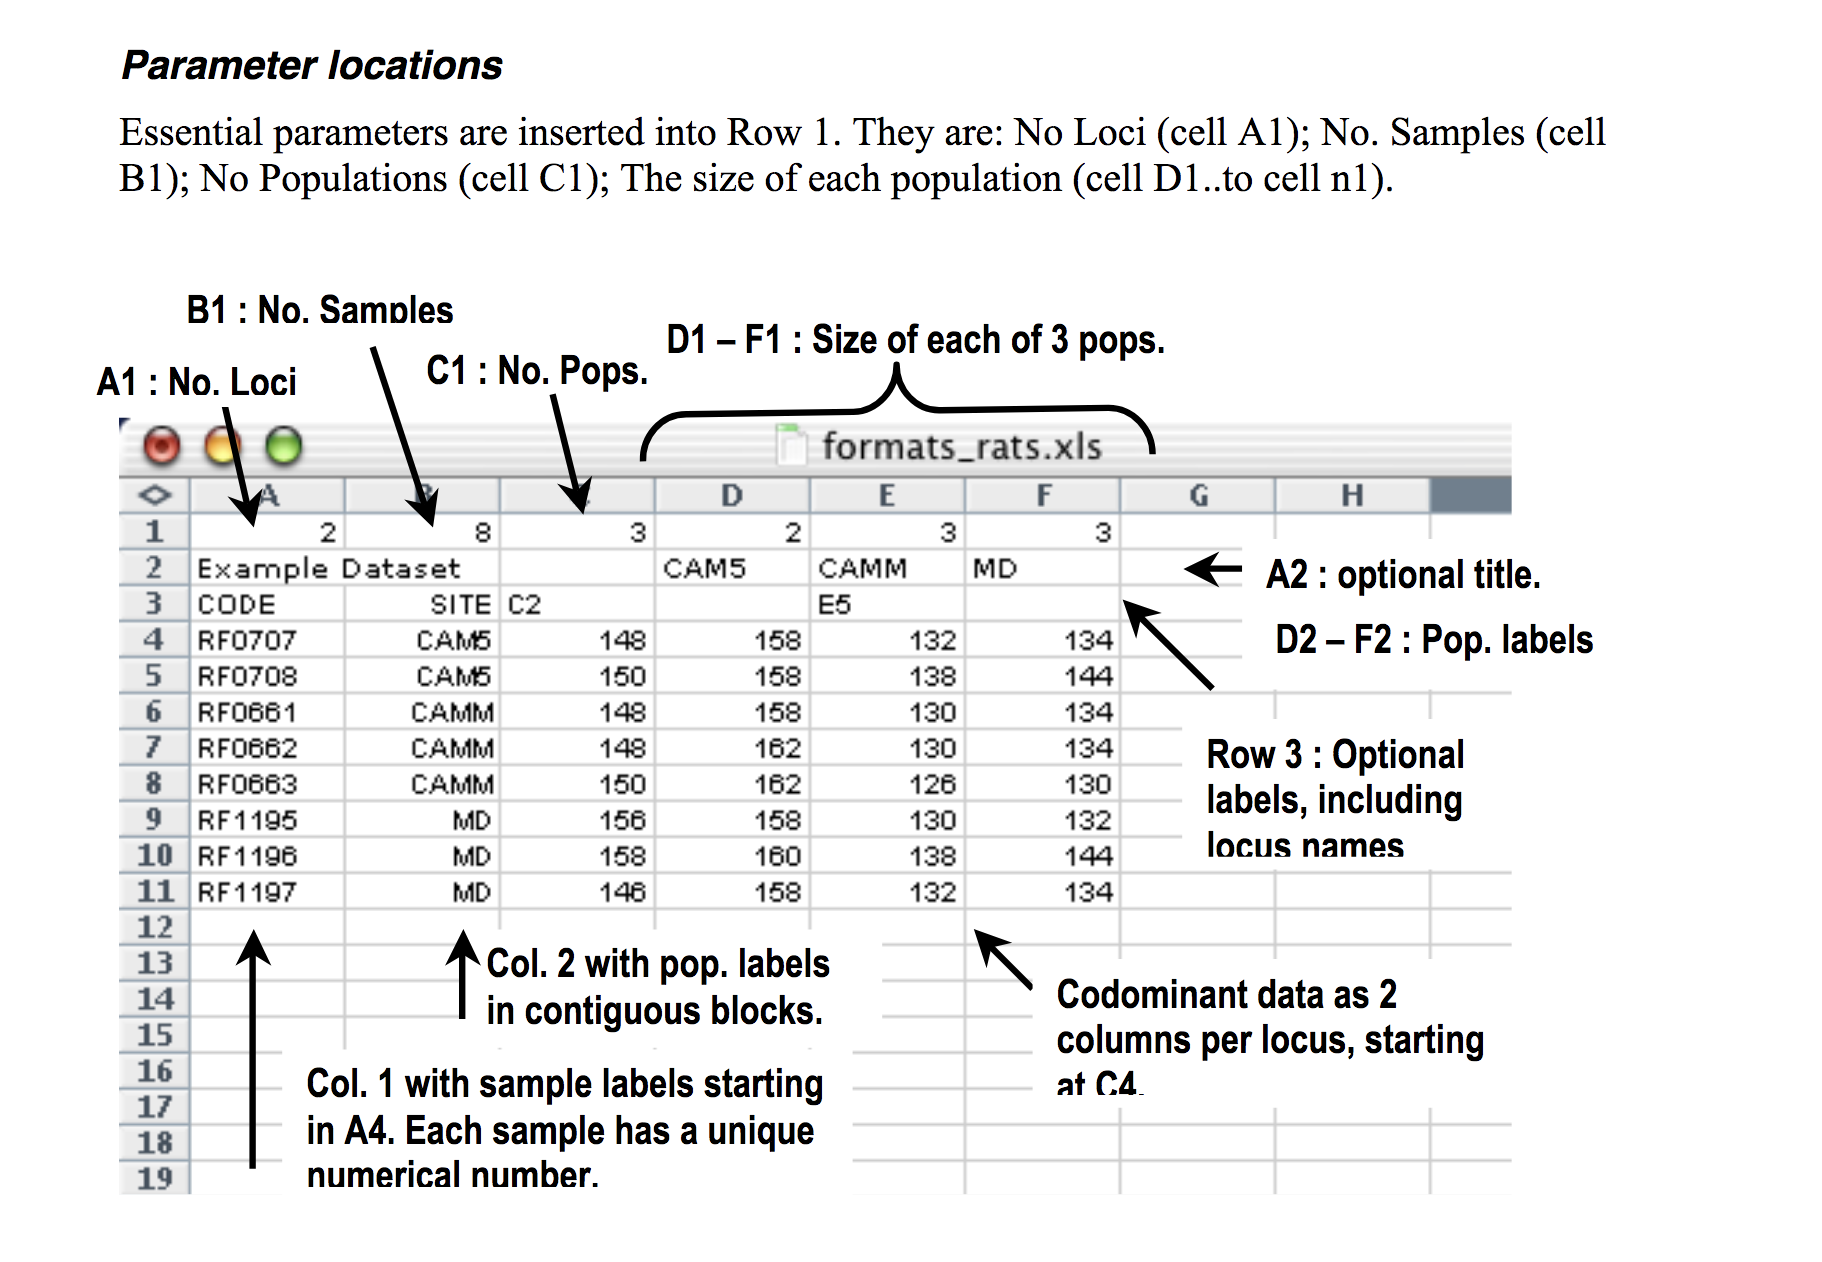 Parameter locations
Essential parameters are inserted into Row 1. They are: No Loci (cell A1); No. Samples (cell
B1); No Populations (cell C1); The size of each population (cell D1..to cell n1).
B1 : No. Samples
D1 – F1 : Size of each of 3 pops.
C1 : No. Pops.
A1 : No. Loci
formats_rats.xls
A B D E F G H
1 2 8 3 2 3 3
2 Example Dataset CAM5 CAMM MD
A2 : optional title.
3 CODE SITE C2 E5
D2 – F2 : Pop. labels
4 RF0707 CAM5 148 158 132 134
5 RF0708 CAM5 150 158 138 144
6 RF0661 CAMM 148 158 130 134
7 RF0662 CAMM 148 162 130 134
8 RF0663 CAMM 150 162 126 130
9 RF1195 MD 156 158 130 132
10 RF1196 MD 158 160 138 144
11 RF1197 MD 146 158 132 134
Row 3 : Optional
labels, including
locus names
12
13
14
15
16
17
18
19
Col. 2 with pop. labels
in contiguous blocks.
Codominant data as 2
columns per locus, starting
at C4.
Col. 1 with sample labels starting
in A4. Each sample has a unique
numerical number.